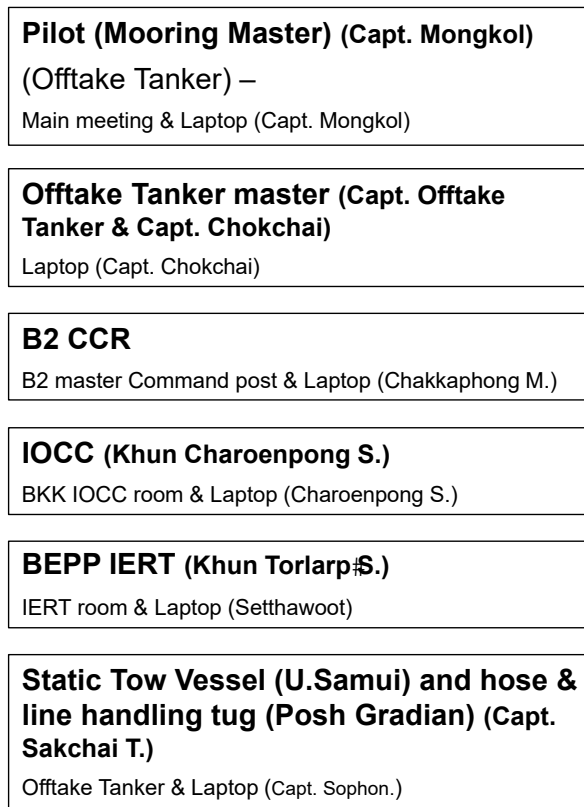 Pilot (Mooring Master) (Capt. Mongkol)
(Offtake Tanker) –
Main meeting & Laptop (Capt. Mongkol)
Offtake Tanker master (Capt. Offtake
Tanker & Capt. Chokchai)
Laptop (Capt. Chokchai)
B2 CCR
B2 master Command post & Laptop (Chakkaphong M.)
IOCC (Khun Charoenpong S.)
BKK IOCC room & Laptop (Charoenpong S.)
BEPP IERT (Khun Torlarp S.)
IERT room & Laptop (Setthawoot)
Static Tow Vessel (U.Samui) and hose &
line handling tug (Posh Gradian) (Capt.
Sakchai T.)
Offtake Tanker & Laptop (Capt. Sophon.)